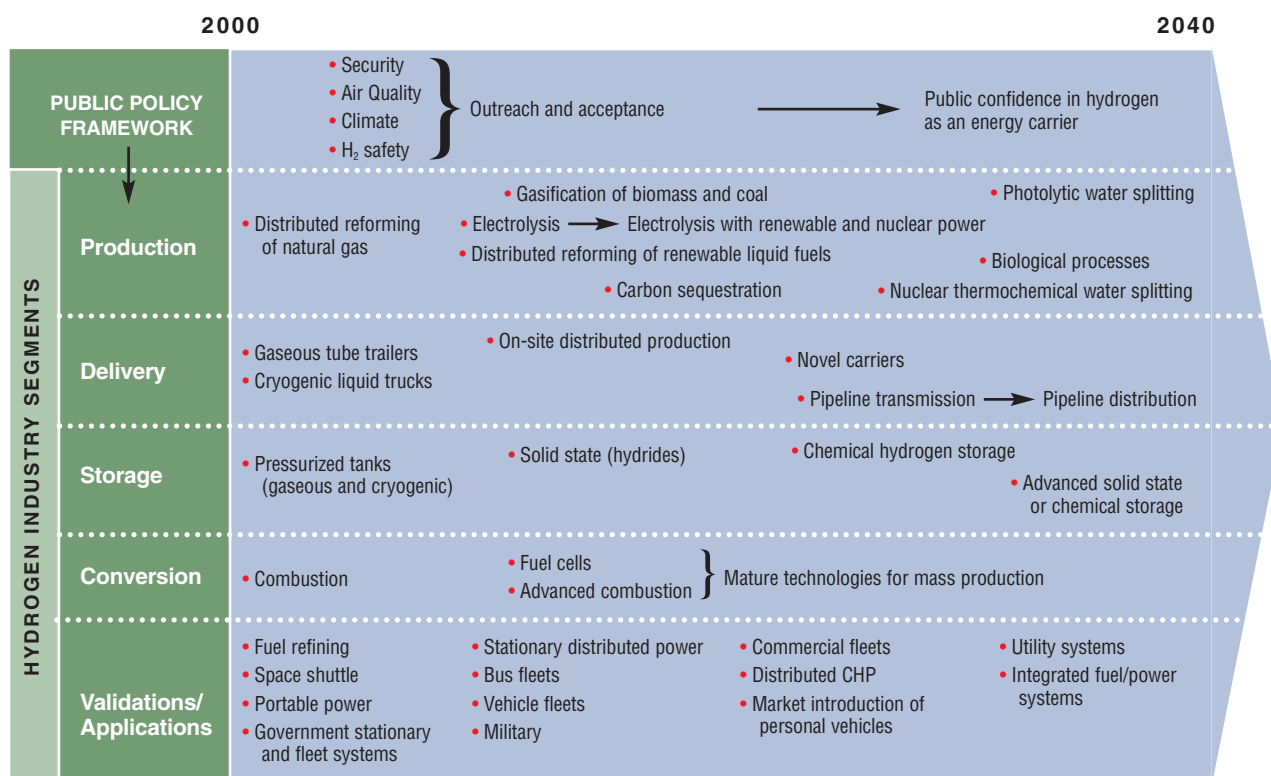 2000
2040
PUBLIC POLICY
FRAMEWORK
• Security
• Air Quality
• Climate
• H₂ safety
Outreach and acceptance
Public confidence in hydrogen
as an energy carrier
HYDROGEN INDUSTRY SEGMENTS
Production
• Distributed reforming
of natural gas
• Gasification of biomass and coal
• Electrolysis → Electrolysis with renewable and nuclear power
• Distributed reforming of renewable liquid fuels
• Carbon sequestration
• Photolytic water splitting
• Biological processes
• Nuclear thermochemical water splitting
Delivery
• Gaseous tube trailers
• Cryogenic liquid trucks
• On-site distributed production
• Novel carriers
• Pipeline transmission → Pipeline distribution
Storage
• Pressurized tanks
(gaseous and cryogenic)
• Solid state (hydrides)
• Chemical hydrogen storage
• Advanced solid state
or chemical storage
Conversion
• Combustion
• Fuel cells
• Advanced combustion
Mature technologies for mass production
Validations/
Applications
• Fuel refining
• Space shuttle
• Portable power
• Government stationary
and fleet systems
• Stationary distributed power
• Bus fleets
• Vehicle fleets
• Military
• Commercial fleets
• Distributed CHP
• Market introduction of
personal vehicles
• Utility systems
• Integrated fuel/power
systems